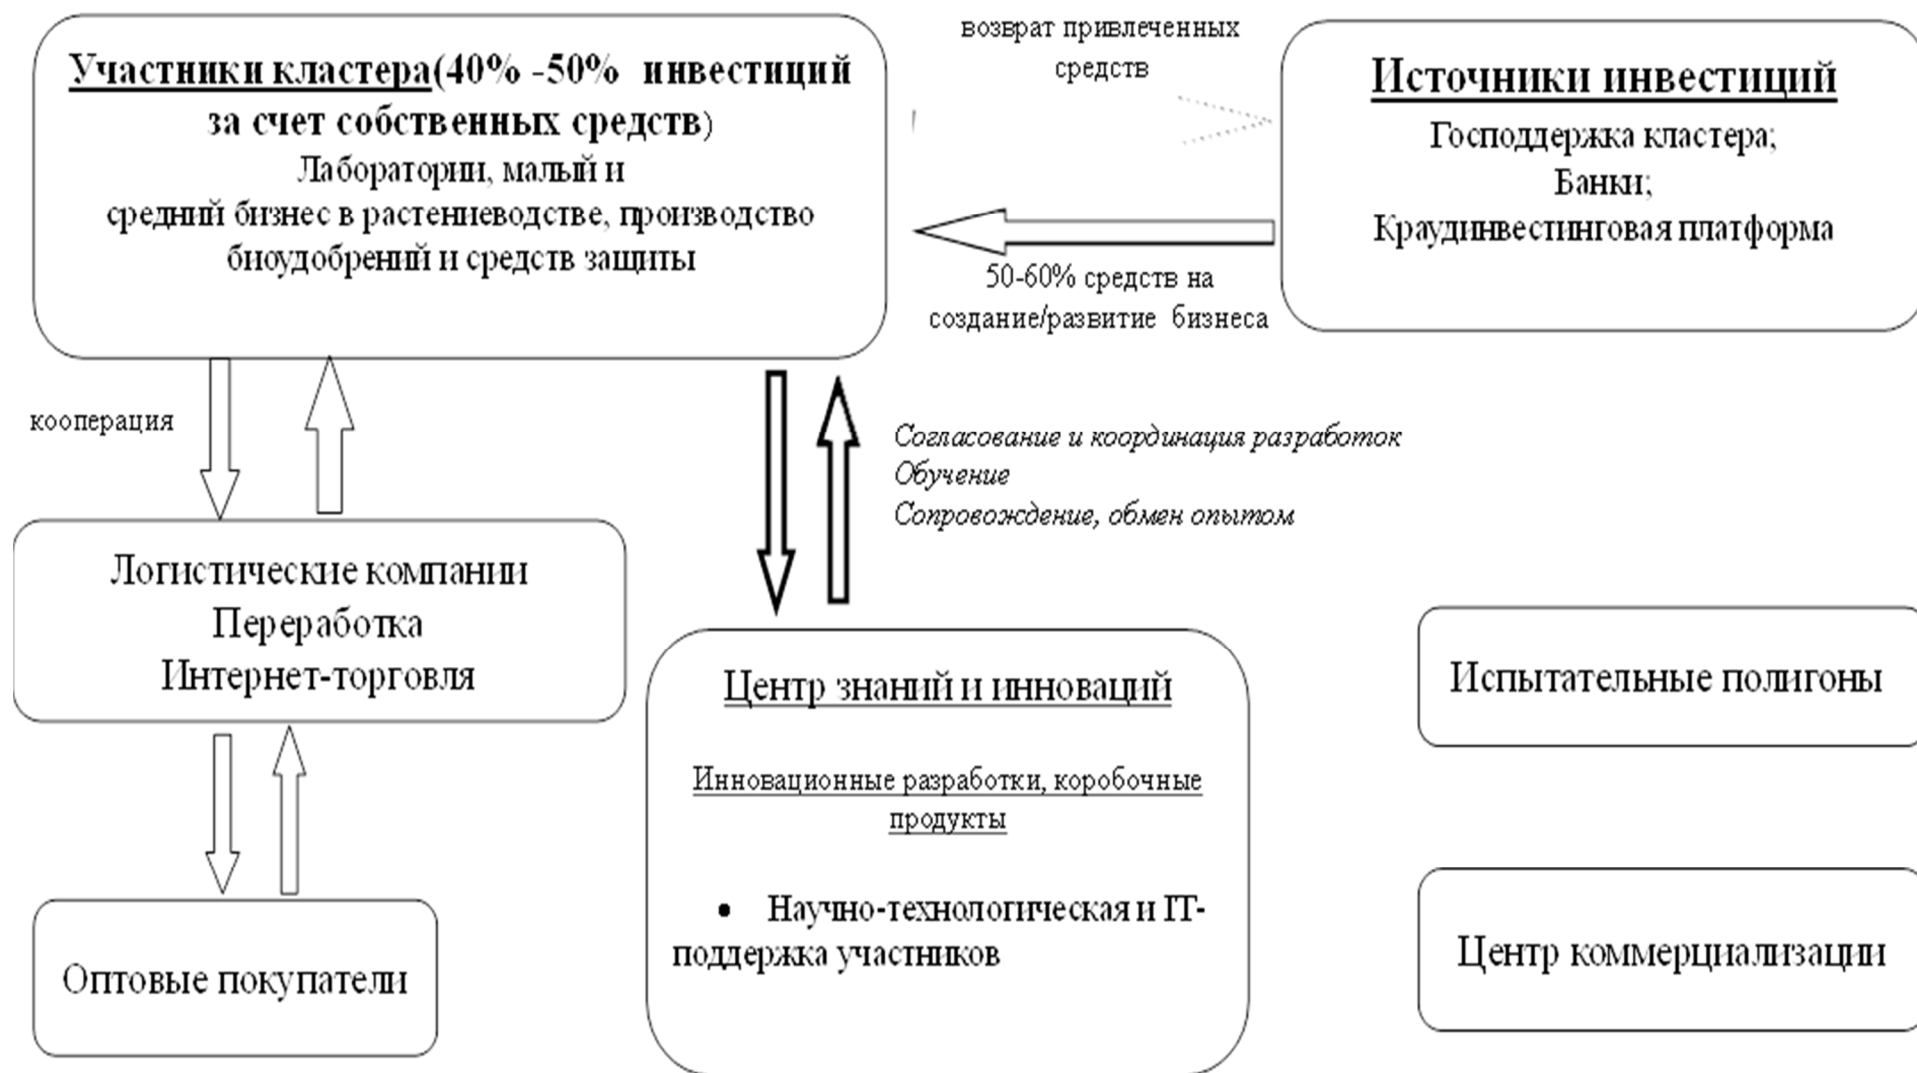 Участники кластера(40% -50% инвестиций
за счет собственных средств)
Лаборатории, малый и
средний бизнес в растениеводстве, производство
биоудобрений и средств защиты
возврат привлеченных
средств
Источники инвестиций
Господдержка кластера;
Банки;
Краудинвестинговая платформа
50-60% средств на
создание/развитие бизнеса
кооперация
Согласование и координация разработок
Обучение
Сопровождение, обмен опытом
Логистические компании
Переработка
Интернет-торговля
Центр знаний и инноваций
Инновационные разработки, коробочные
продукты
• Научно-технологическая и IT-
поддержка участников
Испытательные полигоны
Оптовые покупатели
Центр коммерциализации